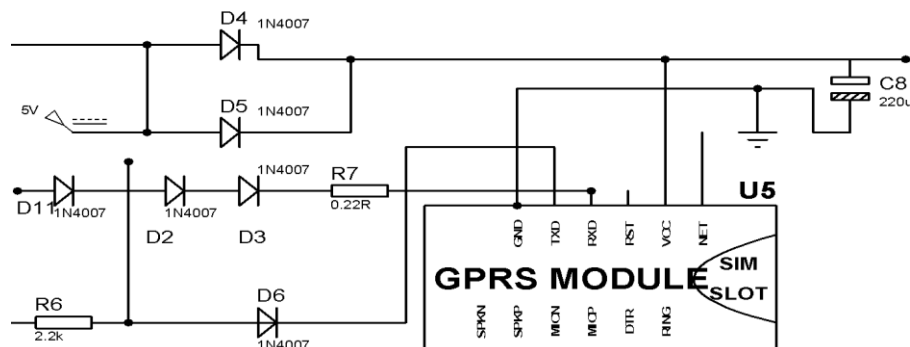 D4
1N4007
5V
D5
1N4007
C8
220u
1N4007
R7
0.22R
D11
1N4007
D2
1N4007
D3
U5
GND
TXD
RXD
RST
VCC
NET
GPRS MODULE
SIM
SLOT
R6
2.2k
D6
1N4007
SPKN
SPKP
MICN
MICP
DTR
RING